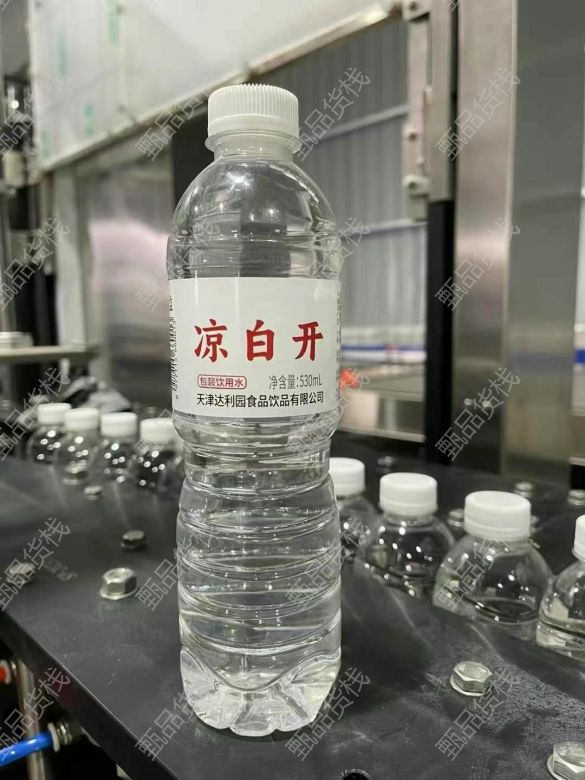 凉白开
包装饮用水 净含量:530mL
天津达利园食品饮品有限公司
甄品货栈